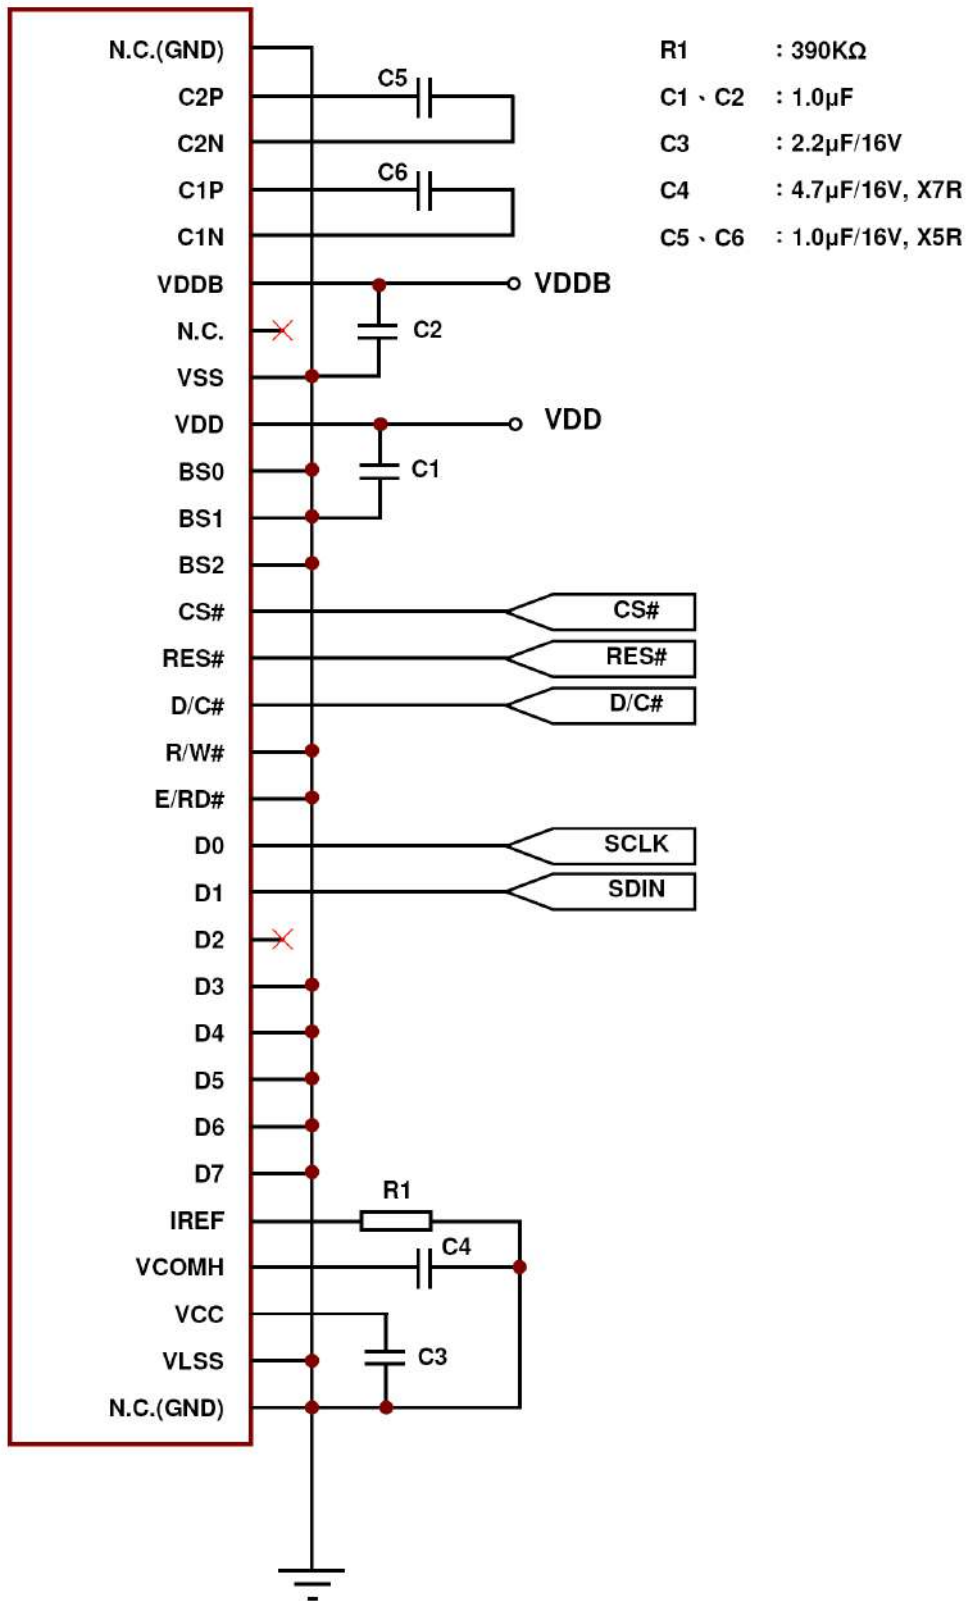 N.C.(GND)
C2P
C2N
C1P
C1N
VDDB
N.C.
VSS
VDD
BS0
BS1
BS2
CS#
RES#
D/C#
R/W#
E/RD#
D0
D1
D2
D3
D4
D5
D6
D7
IREF
VCOMH
VCC
VLSS
N.C.(GND)
C5
C6
VDDB
C2
VDD
C1
CS#
RES#
D/C#
SCLK
SDIN
R1
C4
C3
R1 : 390KΩ
C1、C2 : 1.0μF
C3 : 2.2μF/16V
C4 : 4.7μF/16V, X7R
C5、C6 : 1.0μF/16V, X5R